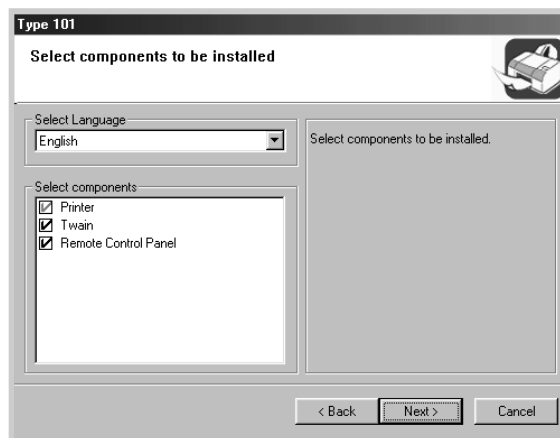 Type 101
Select components to be installed
Select Language
English
Select components to be installed.
Select components
Printer
Twain
Remote Control Panel
< Back
Next >
Cancel